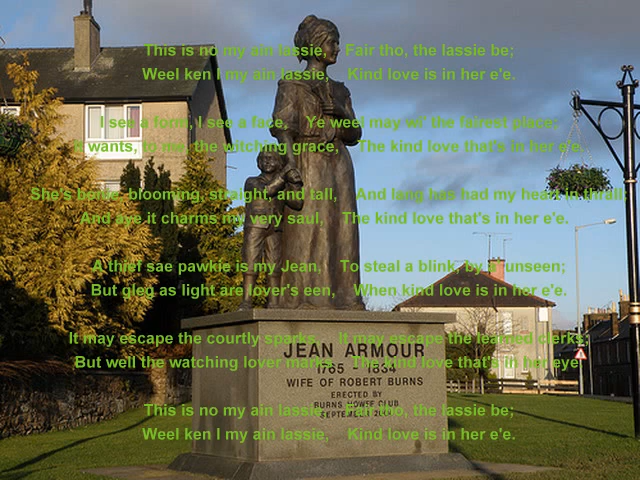 This is no my ain lassie, Fair tho, the lassie be;
Weel ken I my ain lassie, Kind love is in her e'e.
I see a form, I see a face, Ye weel may wi' the fairest place:
It wants, to me, the witching grace, The kind love that's in her e'e.
She's bonie, blooming, straight, and tall, And lang has had my heart in thrall;
And aye it charms my very saul, The kind love that's in her e'e.
A thief sae pawkie is my Jean, To steal a blink, by a' unseen;
But gleg as light are lover's een, When kind love is in her e'e.
It may escape the courtly sparks, It may escape the learned clerks;
But well the watching lover marks The kind love that's in her eye
JEAN ARMOUR
1765 - 1834
WIFE OF ROBERT BURNS
ERECTED BY
BURNS HOWFF CLUB
SEPTEMBER
This is no my ain lassie, Fair tho, the lassie be;
Weel ken I my ain lassie, Kind love is in her e'e.